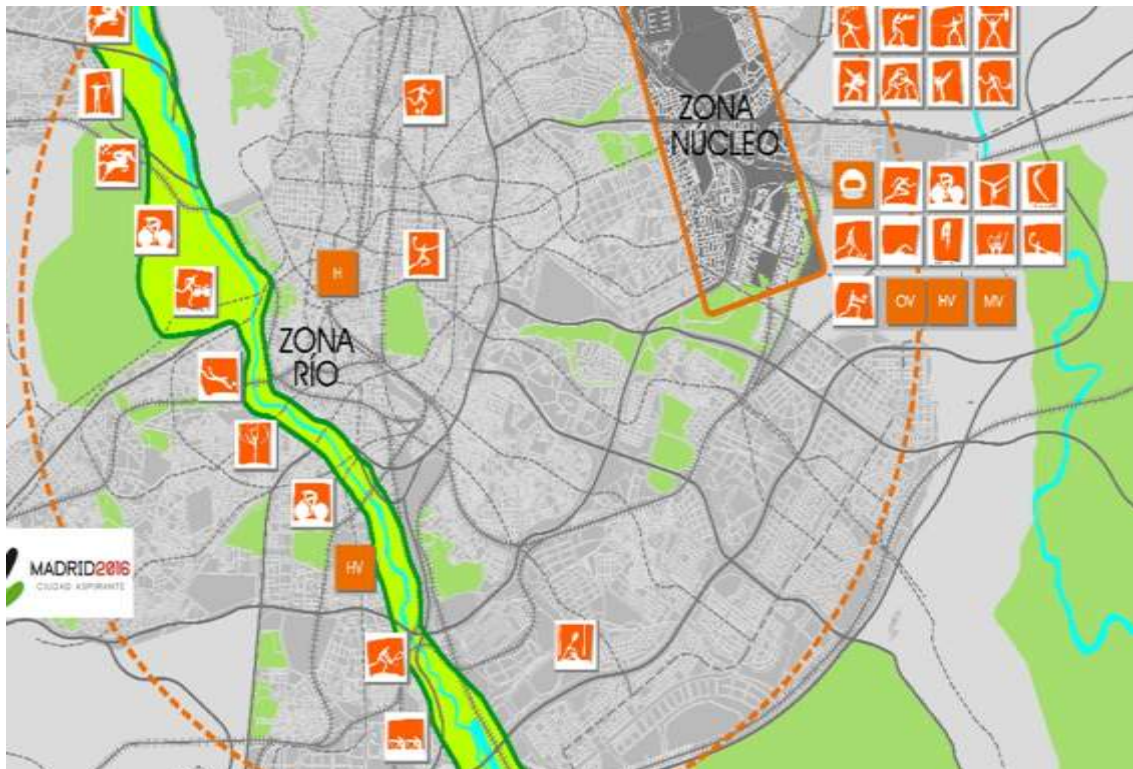 ZONA
NÚCLEO
H
OV HV MV
ZONA
RÍO
HV
MADRID2016
CIUDAD ASPIRANTE